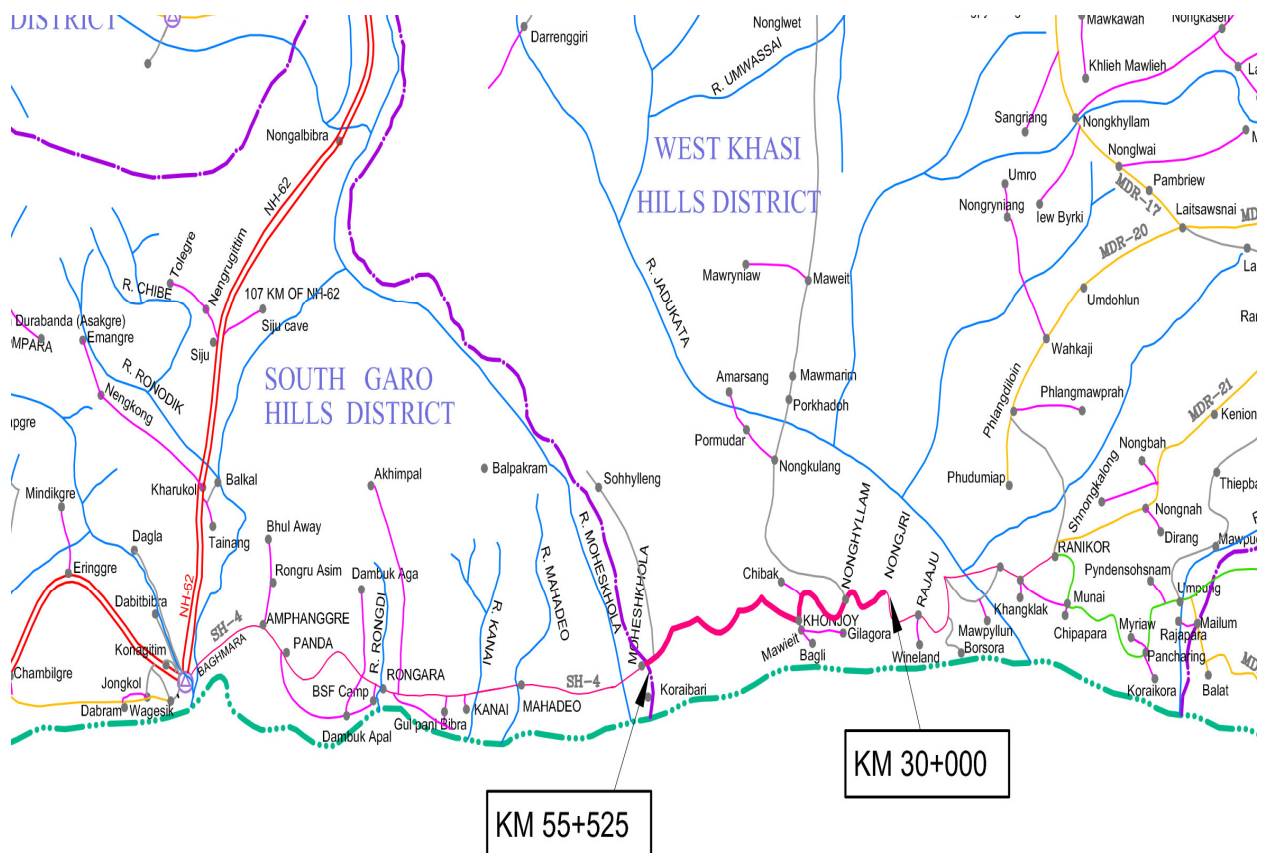 DISTRICT
Darrenggiri
Nonglwet
Mawkawah
Nongkasen
Khlieh Mawlieh
R. UMWASSAI
Nongalbibra
WEST KHASI
HILLS DISTRICT
Sangriang
Nongkhyllam
Nonglwai
Umro
Pambriew
MDR-17
Nongryniang
Iew Byrki
Laitsawsnai
MDR-20
NH-62
Tolegre
Nengrugittim
R. CHIBE
107 KM OF NH-62
Siju cave
Mawryniaw
Maweit
R. JADUKATA
Umdohlun
Durabanda (Asakgre)
Emangre
Siju
Wahkaji
R. RONODIK
Nengkong
SOUTH GARO
HILLS DISTRICT
Amarsang
Mawmarim
Porkhadoh
Phlangdiloin
Phlangmawprah
MDR-21
Kenion
Pormudar
Nongkulang
Nongbah
Balpakram
Sohhylleng
Akhimpal
Balkal
Kharukol
Mindikgre
Phudumiap
Shnongkalong
Nongnah
Dirang
Tainang
Bhul Away
Dagla
Eringgre
Rongru Asim
Dambuk Aga
R. MOHESKHOLA
MOHESHKHOLA
NONGHYLLAM
NONGJRI
RAJAJU
RANIKOR
Chibak
Pyndensohsnam
Umpung
NH-62
Dabitbibra
SH-4
AMPHANGGRE
R. RONGDI
R. KANAI
R. MAHADEO
KHONJOY
Gilagora
Khangklak
Munai
Chipapara
Mawpyllun
Myriaw
Rajapara
Mailum
Konagitim
BAGHMARA
PANDA
Mawieit
Bagli
Wineland
Borsora
Pancharing
Chambilgre
Jongkol
BSF Camp
RONGARA
SH-4
Koraibari
Koraikora
Balat
Dabram
Wagesik
Dambuk Apal
Gulpani Bibra
KANAI
MAHADEO
KM 30+000
KM 55+525